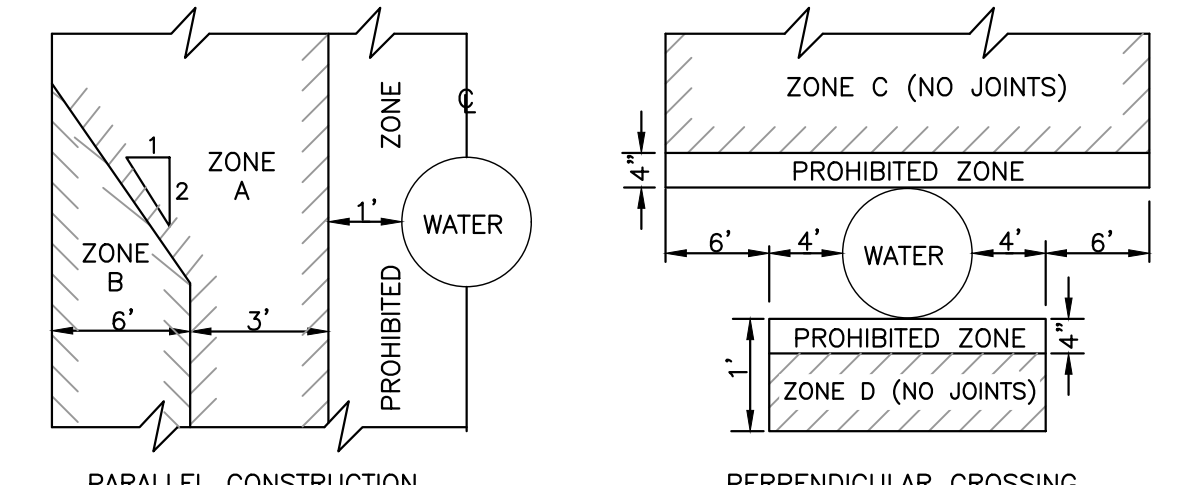 ZONE
℄
1
2
ZONE
A
1'
WATER
ZONE
B
6'
3'
PROHIBITED
PARALLEL CONSTRUCTION
ZONE C (NO JOINTS)
4"
PROHIBITED ZONE
6'
4'
WATER
4'
6'
PROHIBITED ZONE
4"
1'
ZONE D (NO JOINTS)
PERPENDICULAR CROSSING